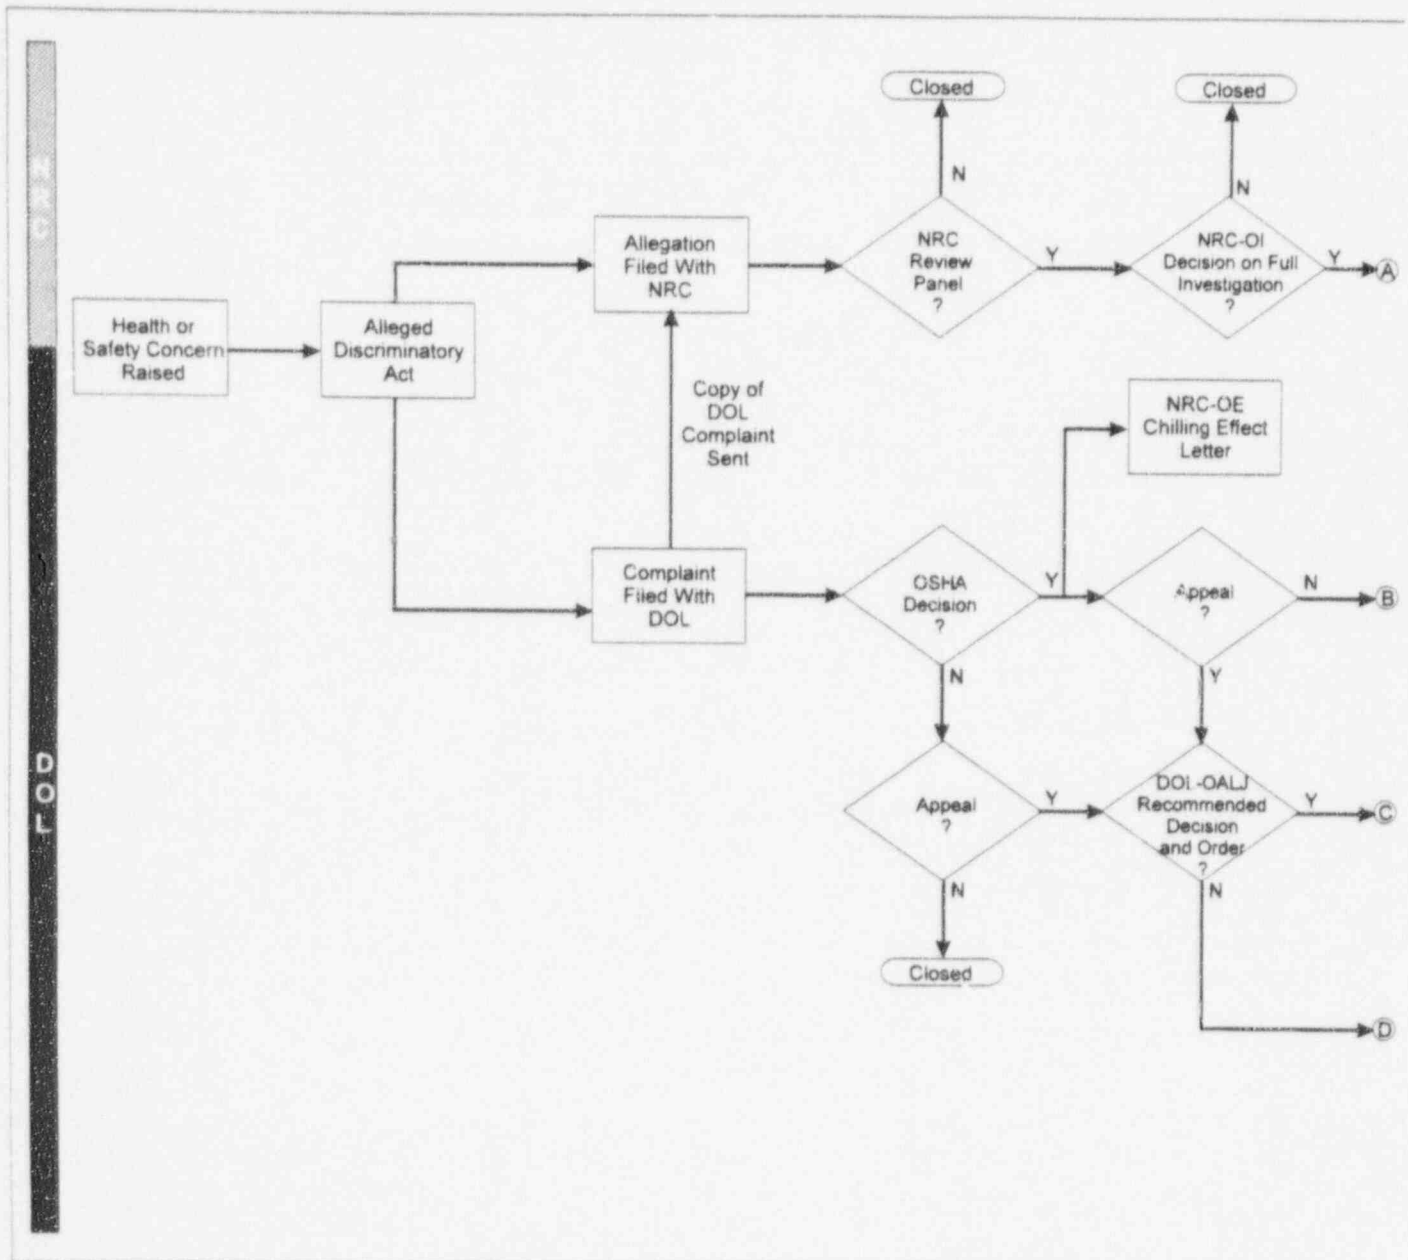 NRC
DOL
Closed
Closed
N
N
Allegation
Filed With
NRC
NRC
Review
Panel
?
Y
NRC-OI
Decision on Full
Investigation
?
Y
A
Health or
Safety Concern
Raised
Alleged
Discriminatory
Act
Copy of
DOL
Complaint
Sent
NRC-OE
Chilling Effect
Letter
Complaint
Filed With
DOL
OSHA
Decision
?
Y
Appeal
?
N
B
N
Y
Appeal
?
Y
DOL-OALJ
Recommended
Decision
and Order
?
Y
C
N
N
Closed
D